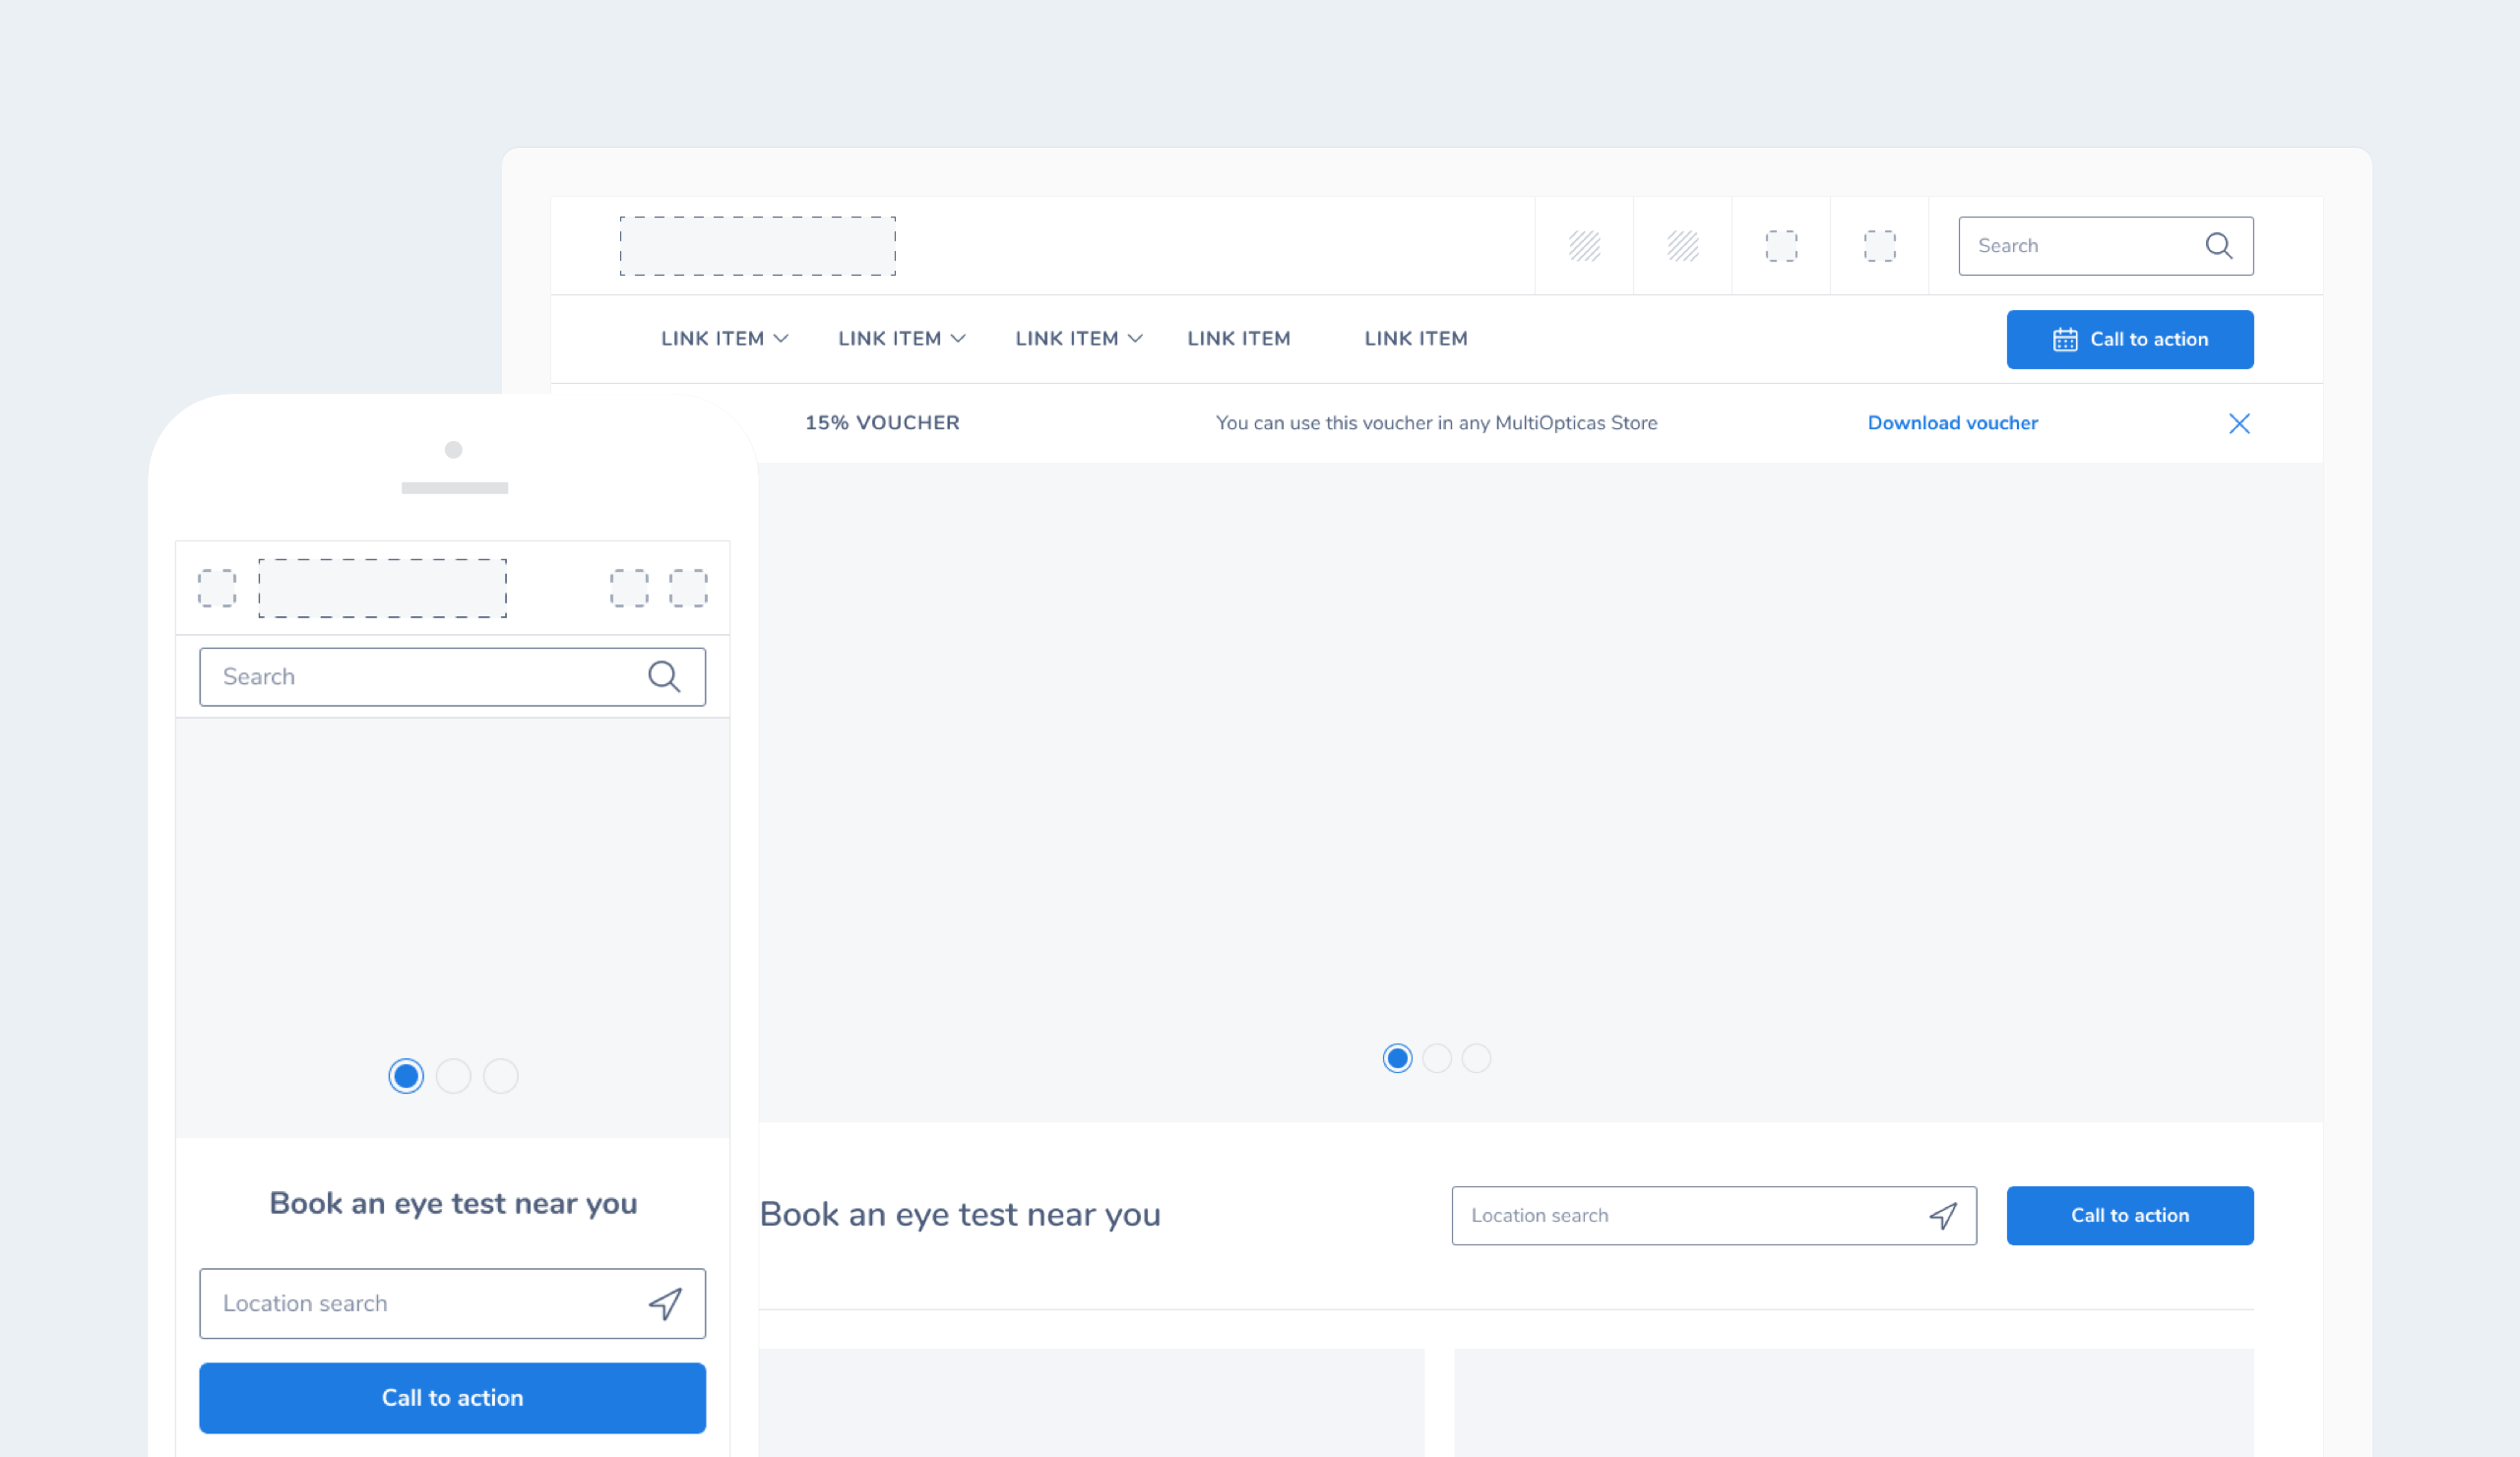 Search
LINK ITEM LINK ITEM LINK ITEM LINK ITEM LINK ITEM
Call to action
15% VOUCHER
You can use this voucher in any MultiOpticas Store
Download voucher
Book an eye test near you
Location search
Call to action
Search
Book an eye test near you
Location search
Call to action